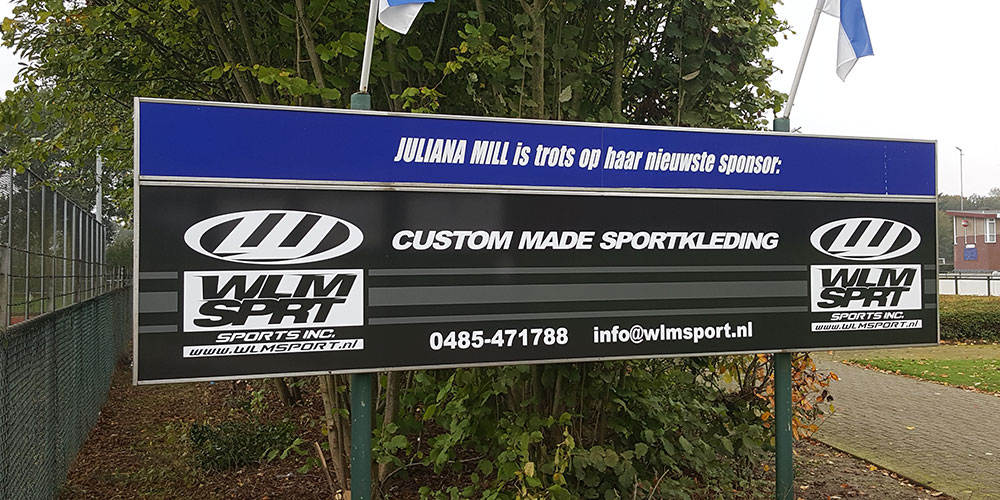 JULIANA MILL is trots op haar nieuwste sponsor:
W
WLM
SPRT
SPORTS INC.
www.WLMSPORT.nl
CUSTOM MADE SPORTKLEDING
0485-471788 info@wlmsport.nl
W
WLM
SPRT
SPORTS INC.
www.WLMSPORT.nl